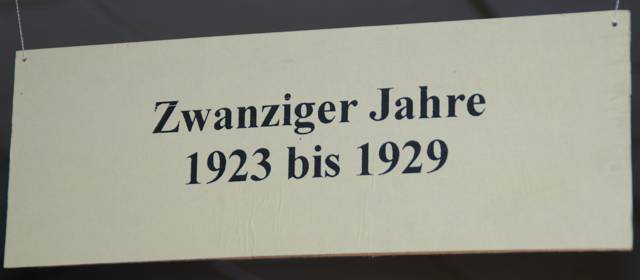 Zwanziger Jahre
1923 bis 1929